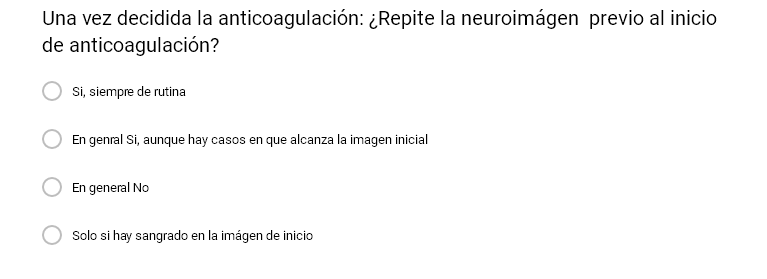 Una vez decidida la anticoagulación: ¿Repite la neuroimágen previo al inicio
de anticoagulación?
Si, siempre de rutina
En genral Si, aunque hay casos en que alcanza la imagen inicial
En general No
Solo si hay sangrado en la imágen de inicio